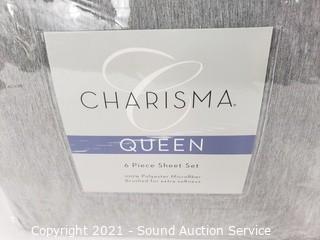 C
CHARISMA®
QUEEN
6 Piece Sheet Set
100% Polyester Microfiber
Brushed for extra softness
Copyright 2021 - Sound Auction Service